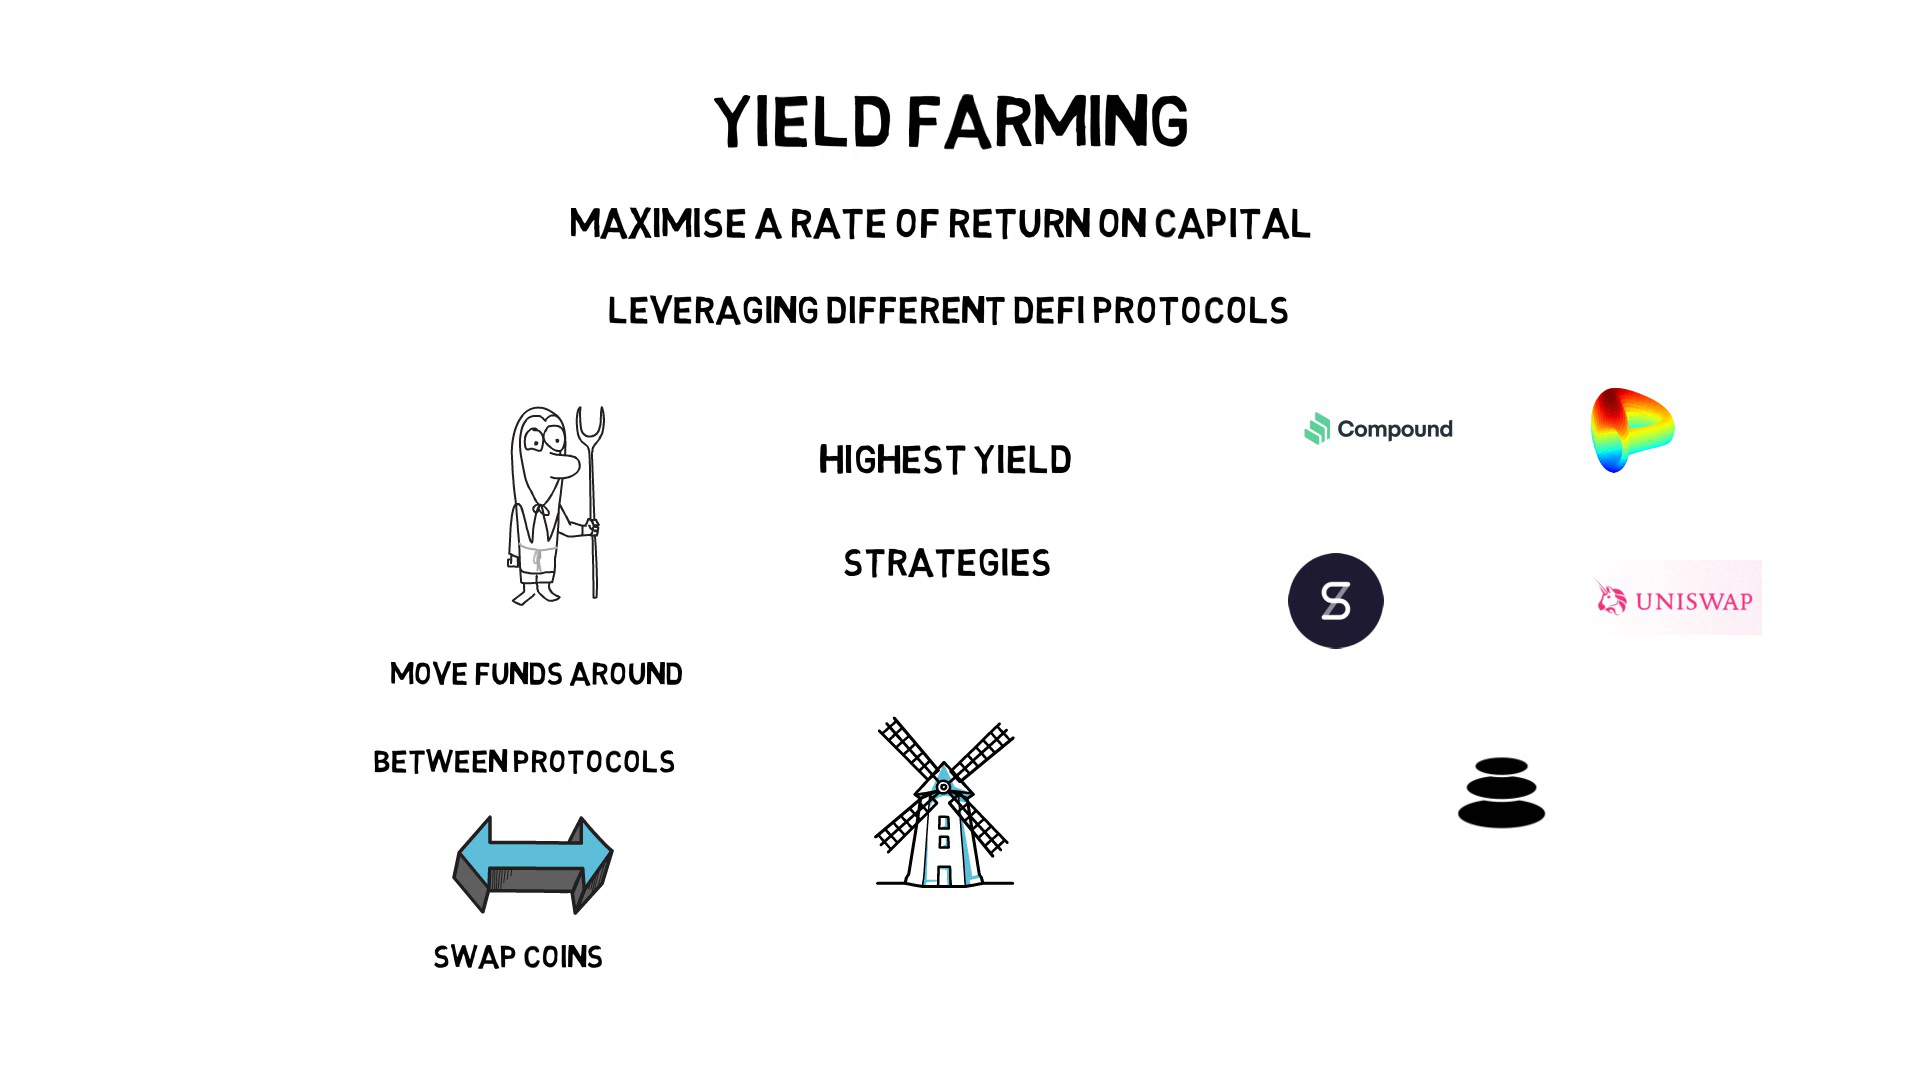 YIELD FARMING
MAXIMISE A RATE OF RETURN ON CAPITAL
LEVERAGING DIFFERENT DEFI PROTOCOLS
HIGHEST YIELD
STRATEGIES
MOVE FUNDS AROUND
BETWEEN PROTOCOLS
SWAP COINS
Compound
S
UNISWAP